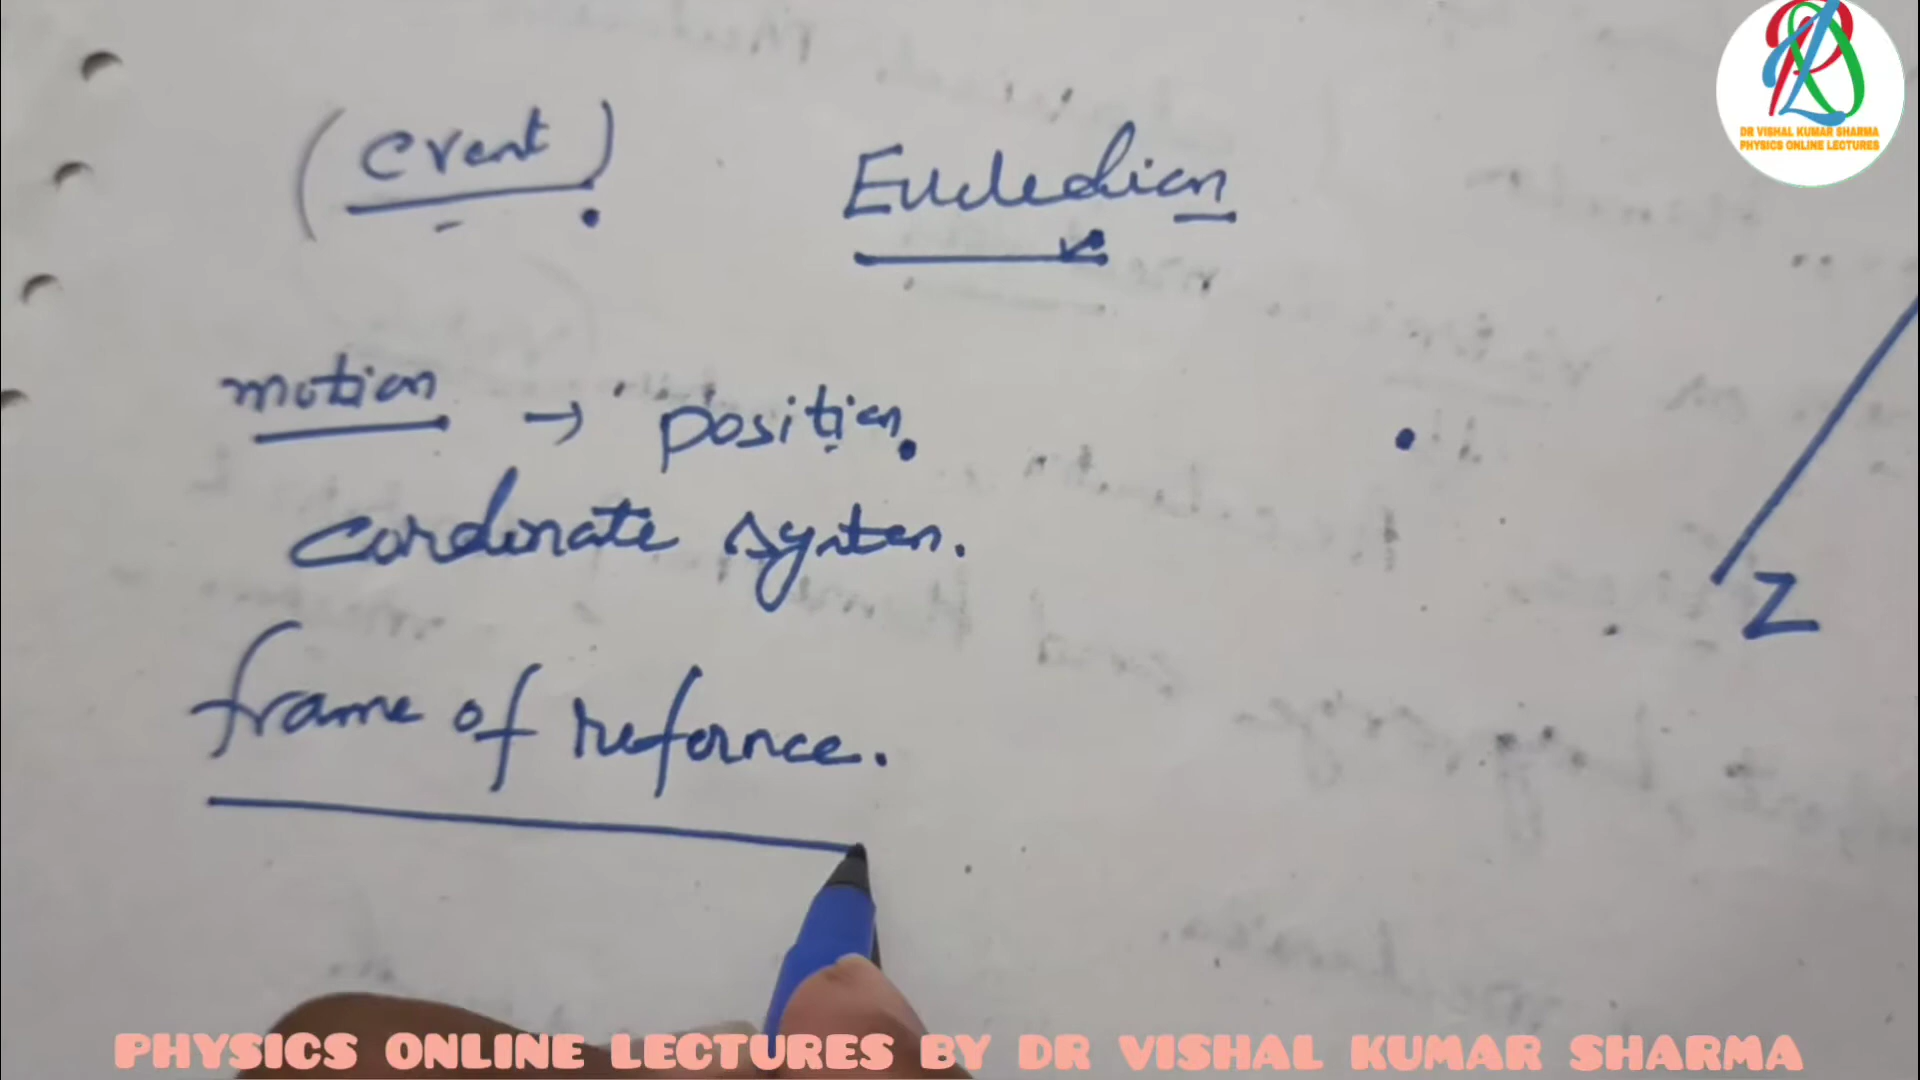 (event)
Eucledian
motion → position.
cordinate system.
frame of refernce.
Z
DR VISHAL KUMAR SHARMA
PHYSICS ONLINE LECTURES
PHYSICS ONLINE LECTURES BY DR VISHAL KUMAR SHARMA